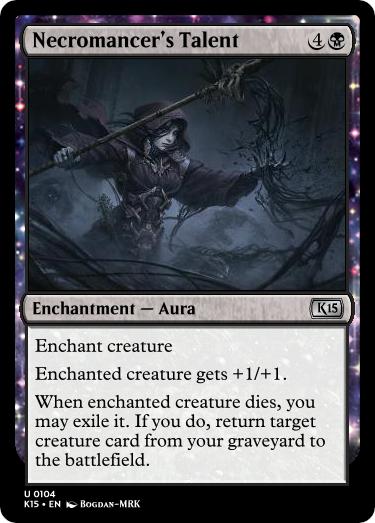 Necromancer's Talent 4
Enchantment — Aura K15
Enchant creature
Enchanted creature gets +1/+1.
When enchanted creature dies, you
may exile it. If you do, return target
creature card from your graveyard to
the battlefield.
U 0104
K15 • EN Bogdan-MRK